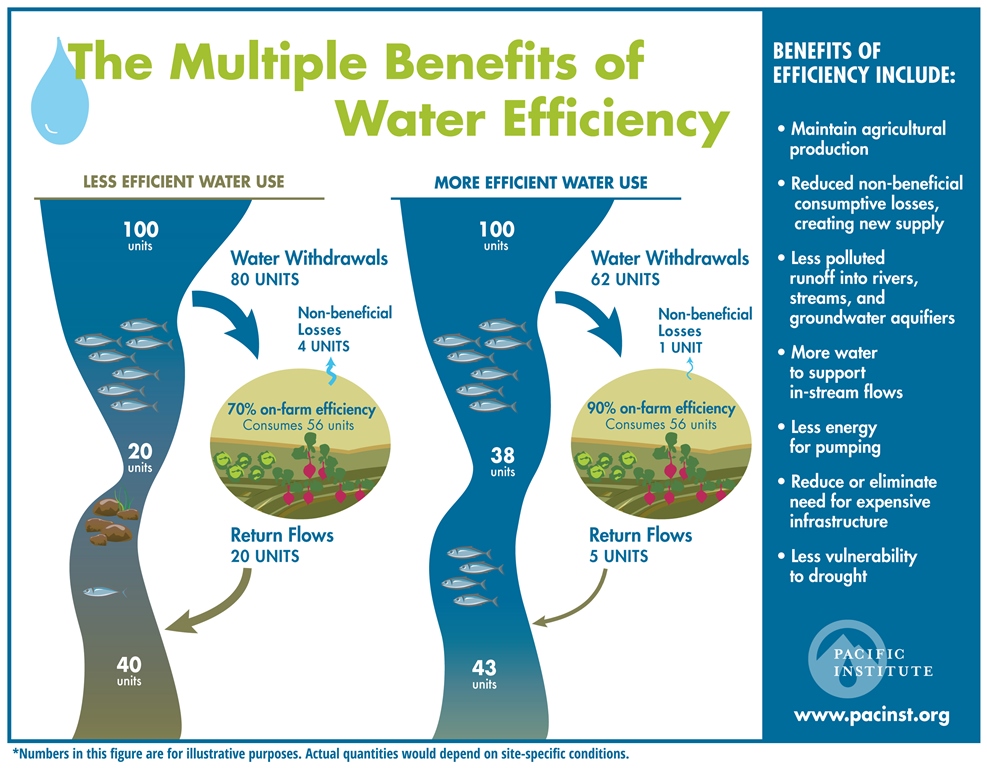 The Multiple Benefits of
Water Efficiency
LESS EFFICIENT WATER USE
100
units
Water Withdrawals
80 UNITS
Non-beneficial
Losses
4 UNITS
70% on-farm efficiency
Consumes 56 units
20
units
Return Flows
20 UNITS
40
units
MORE EFFICIENT WATER USE
100
units
Water Withdrawals
62 UNITS
Non-beneficial
Losses
1 UNIT
90% on-farm efficiency
Consumes 56 units
38
units
Return Flows
5 UNITS
43
units
*Numbers in this figure are for illustrative purposes. Actual quantities would depend on site-specific conditions.
BENEFITS OF
EFFICIENCY INCLUDE:
• Maintain agricultural
production
• Reduced non-beneficial
consumptive losses,
creating new supply
• Less polluted
runoff into rivers,
streams, and
groundwater aquifiers
• More water
to support
in-stream flows
• Less energy
for pumping
• Reduce or eliminate
need for expensive
infrastructure
• Less vulnerability
to drought
PACIFIC
INSTITUTE
www.pacinst.org